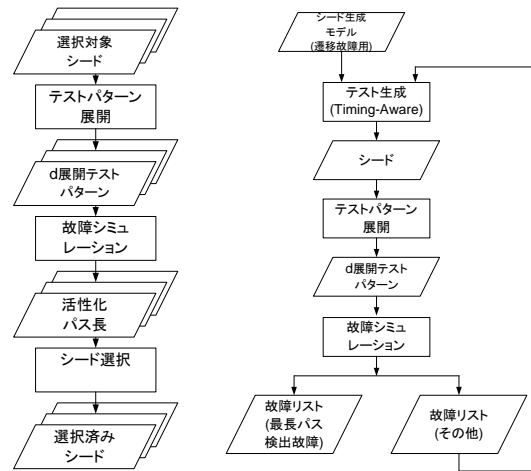 選択対象
シード
テストパターン
展開
d展開テスト
パターン
故障シミュ
レーション
活性化
パス長
シード選択
選択済み
シード
シード生成
モデル
(遷移故障用)
テスト生成
(Timing-Aware)
シード
テストパターン
展開
d展開テスト
パターン
故障シミュ
レーション
故障リスト
(最長パス
検出故障)
故障リスト
(その他)